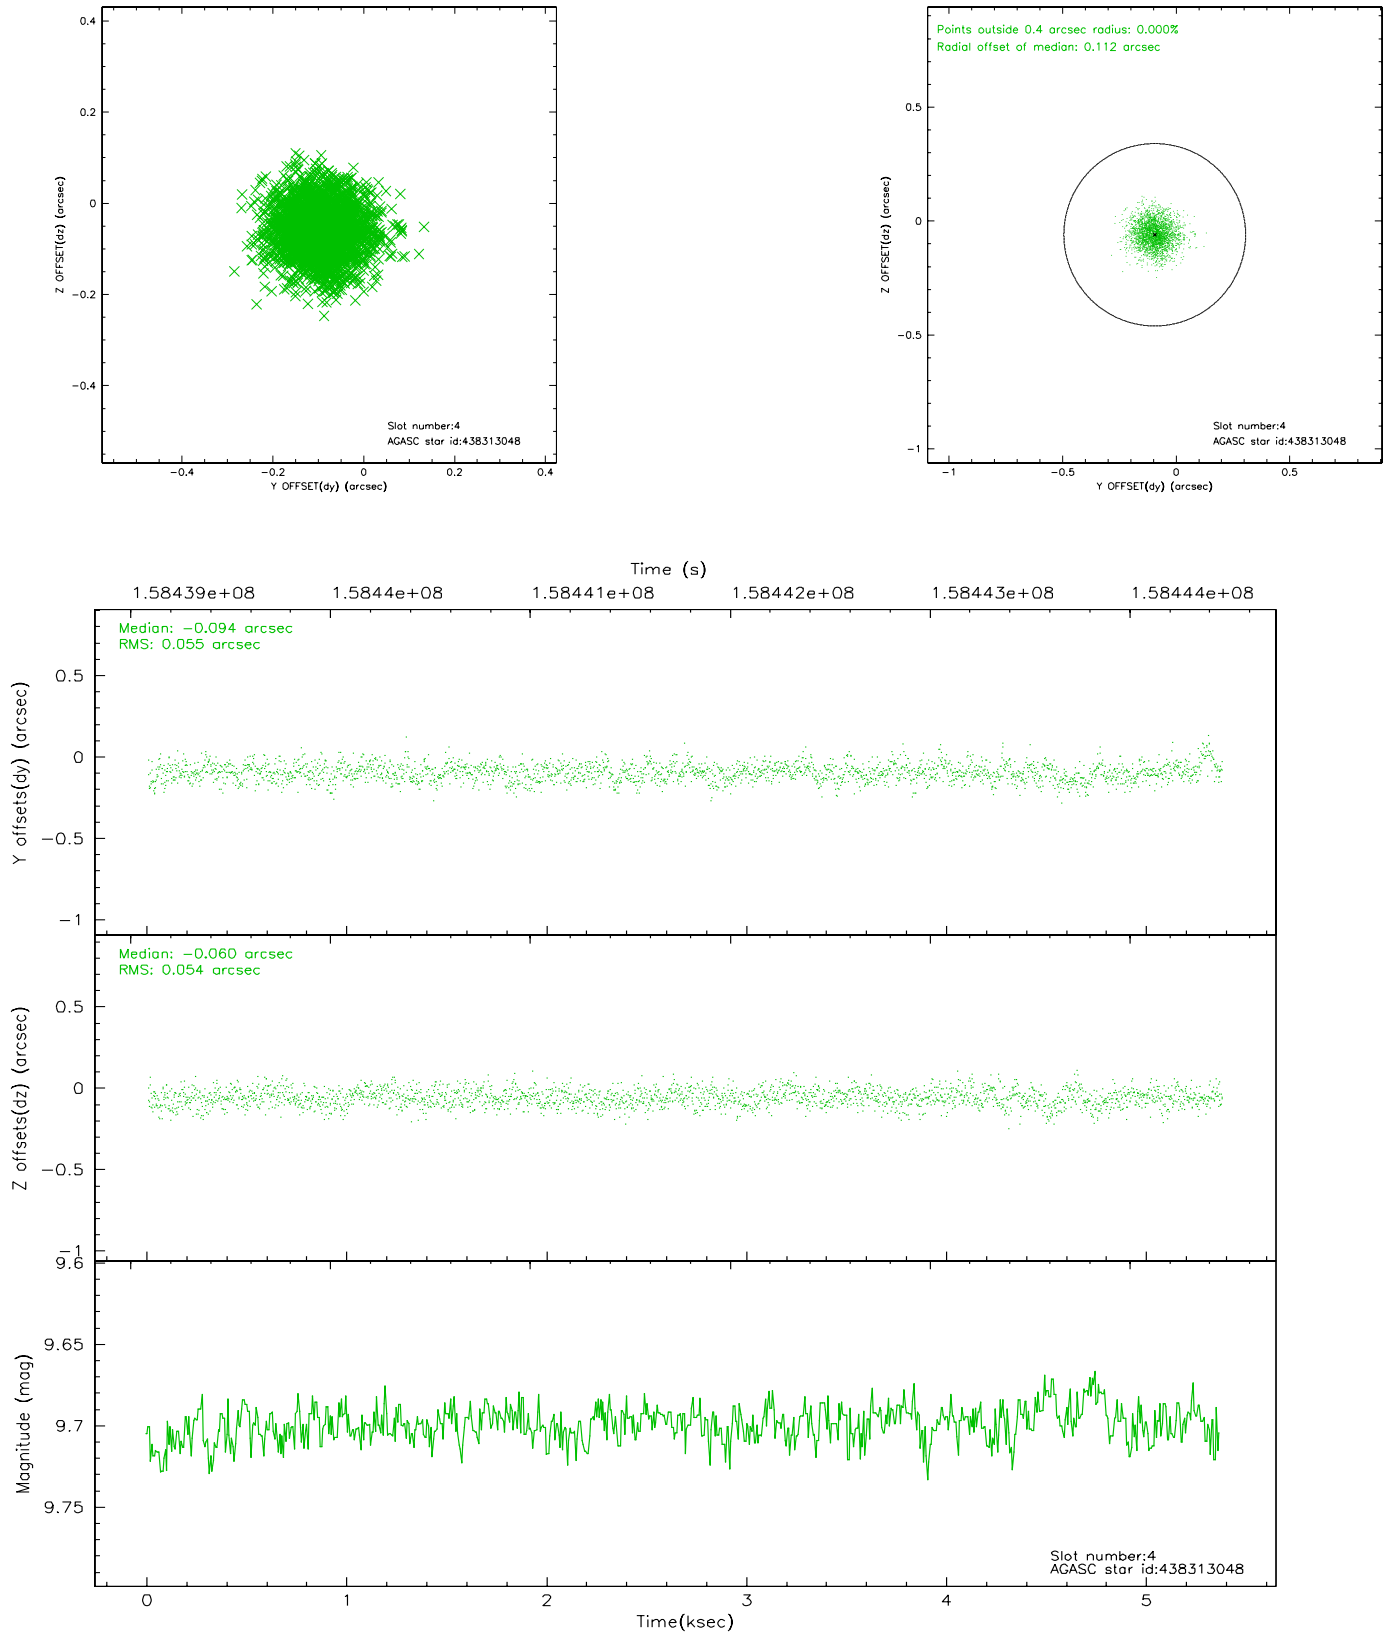 0.4
0.2
0
−0.2
−0.4
Z OFFSET(dz) (arcsec)
Slot number:4
AGASC star id:438313048
−0.4 −0.2 0 0.2 0.4
Y OFFSET(dy) (arcsec)
Points outside 0.4 arcsec radius: 0.000%
Radial offset of median: 0.112 arcsec
0.5
0
−0.5
−1
Z OFFSET(dz) (arcsec)
Slot number:4
AGASC star id:438313048
−1 −0.5 0 0.5
Y OFFSET(dy) (arcsec)
Time (s)
1.58439e+08 1.5844e+08 1.58441e+08 1.58442e+08 1.58443e+08 1.58444e+08
Median: −0.094 arcsec
RMS: 0.055 arcsec
0.5
0
−0.5
−1
Y offsets(dy) (arcsec)
Median: −0.060 arcsec
RMS: 0.054 arcsec
0.5
0
−0.5
−1
Z offsets(dz) (arcsec)
9.6
9.65
9.7
9.75
Magnitude (mag)
Slot number:4
AGASC star id:438313048
0 1 2 3 4 5
Time(ksec)